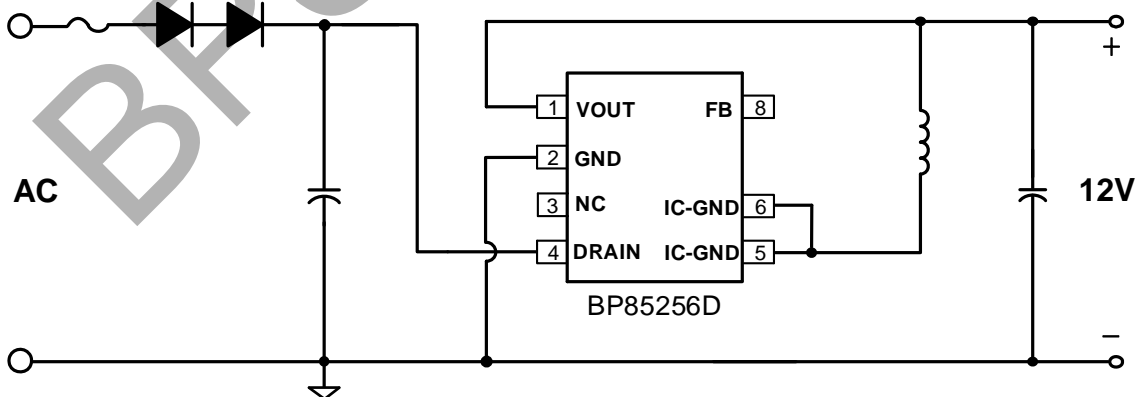 BP
1 VOUT FB 8
2 GND
3 NC IC-GND 6
4 DRAIN IC-GND 5
BP85256D
AC
12V
+
−